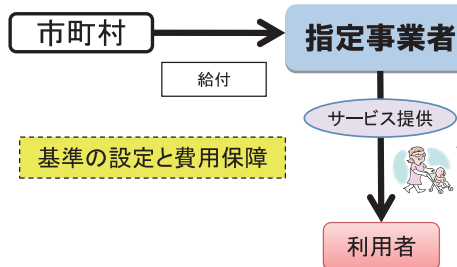 市町村
指定事業者
給付
サービス提供
基準の設定と費用保障
利用者